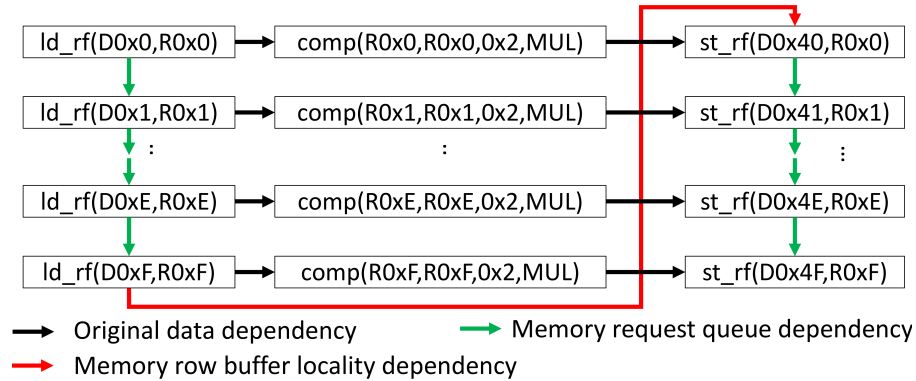 ld_rf(D0x0,R0x0) comp(R0x0,R0x0,0x2,MUL) st_rf(D0x40,R0x0)
ld_rf(D0x1,R0x1) comp(R0x1,R0x1,0x2,MUL) st_rf(D0x41,R0x1)
: : ...
ld_rf(D0xE,R0xE) comp(R0xE,R0xE,0x2,MUL) st_rf(D0x4E,R0xE)
ld_rf(D0xF,R0xF) comp(R0xF,R0xF,0x2,MUL) st_rf(D0x4F,R0xF)
Original data dependency Memory request queue dependency
Memory row buffer locality dependency